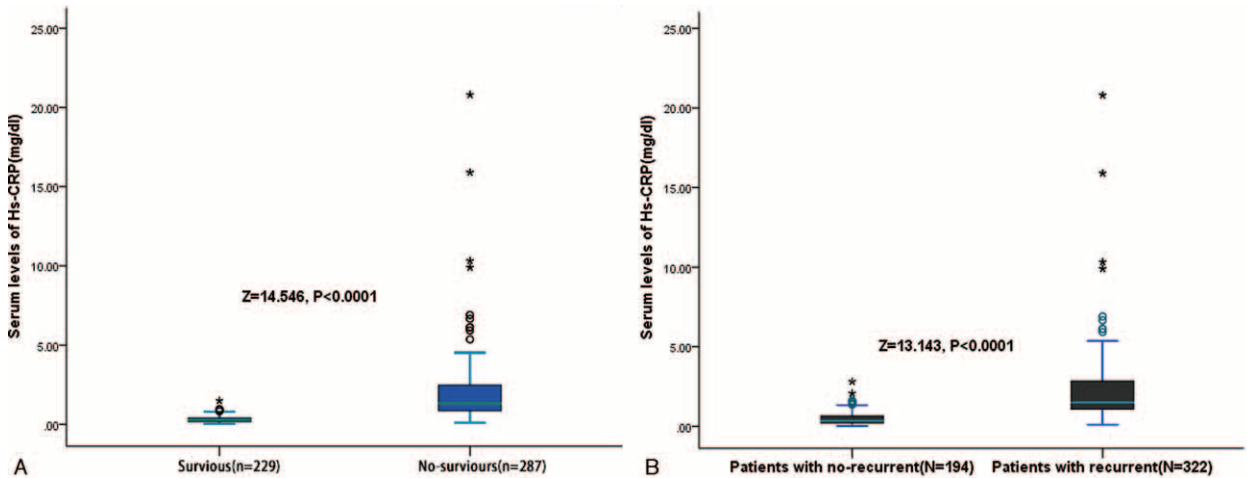 Serum levels of Hs-CRP(mg/dl)
25.00
20.00
15.00
10.00
5.00
.00
Z=14.546, P<0.0001
Survious(n=229)
No-surviours(n=287)
A
Serum levels of Hs-CRP(mg/dl)
25.00
20.00
15.00
10.00
5.00
.00
Z=13.143, P<0.0001
Patients with no-recurrent(N=194)
Patients with recurrent(N=322)
B